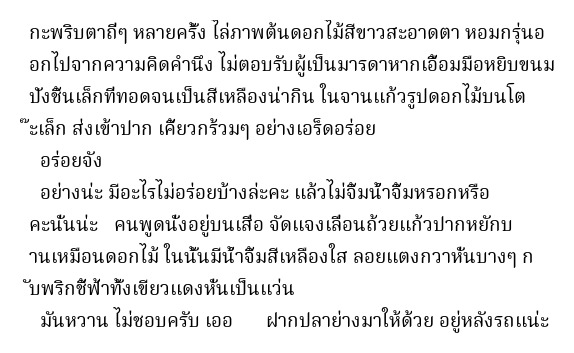 กะพริบตาถี่ๆ หลายครั้ง ไล่ภาพต้นดอกไม้สีขาวสะอาดตา หอมกรุ่นอ
อกไปจากความคิดคำนึง ไม่ตอบรับผู้เป็นมารดาหากเอื้อมมือหยิบขนม
ปังชิ้นเล็กที่ทอดจนเป็นสีเหลืองน่ากิน ในจานแก้วรูปดอกไม้บนโต
๊ะเล็ก ส่งเข้าปาก เคี้ยวกร้วมๆ อย่างเอร็ดอร่อย
อร่อยจัง
อย่างน่ะ มีอะไรไม่อร่อยบ้างล่ะคะ แล้วไม่จิ้มน้ำจิ้มหรอกหรือ
คะนั่นน่ะ คนพูดนั่งอยู่บนเสื่อ จัดแจงเลื่อนถ้วยแก้วปากหยักบ
านเหมือนดอกไม้ ในนั้นมีน้ำจิ้มสีเหลืองใส ลอยแตงกวาหั่นบางๆ ก
ับพริกชี้ฟ้าทั้งเขียวแดงหั่นเป็นแว่น
มันหวาน ไม่ชอบครับ เออ ฝากปลาย่างมาให้ด้วย อยู่หลังรถแน่ะ